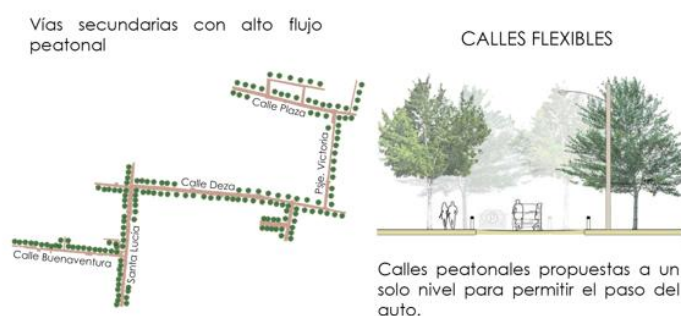 Vías secundarias con alto flujo
peatonal
Calle Plaza
Psje. Victoria
Calle Deza
Santa Lucía
Calle Buenaventura
CALLES FLEXIBLES
Calles peatonales propuestas a un
solo nivel para permitir el paso del
auto.